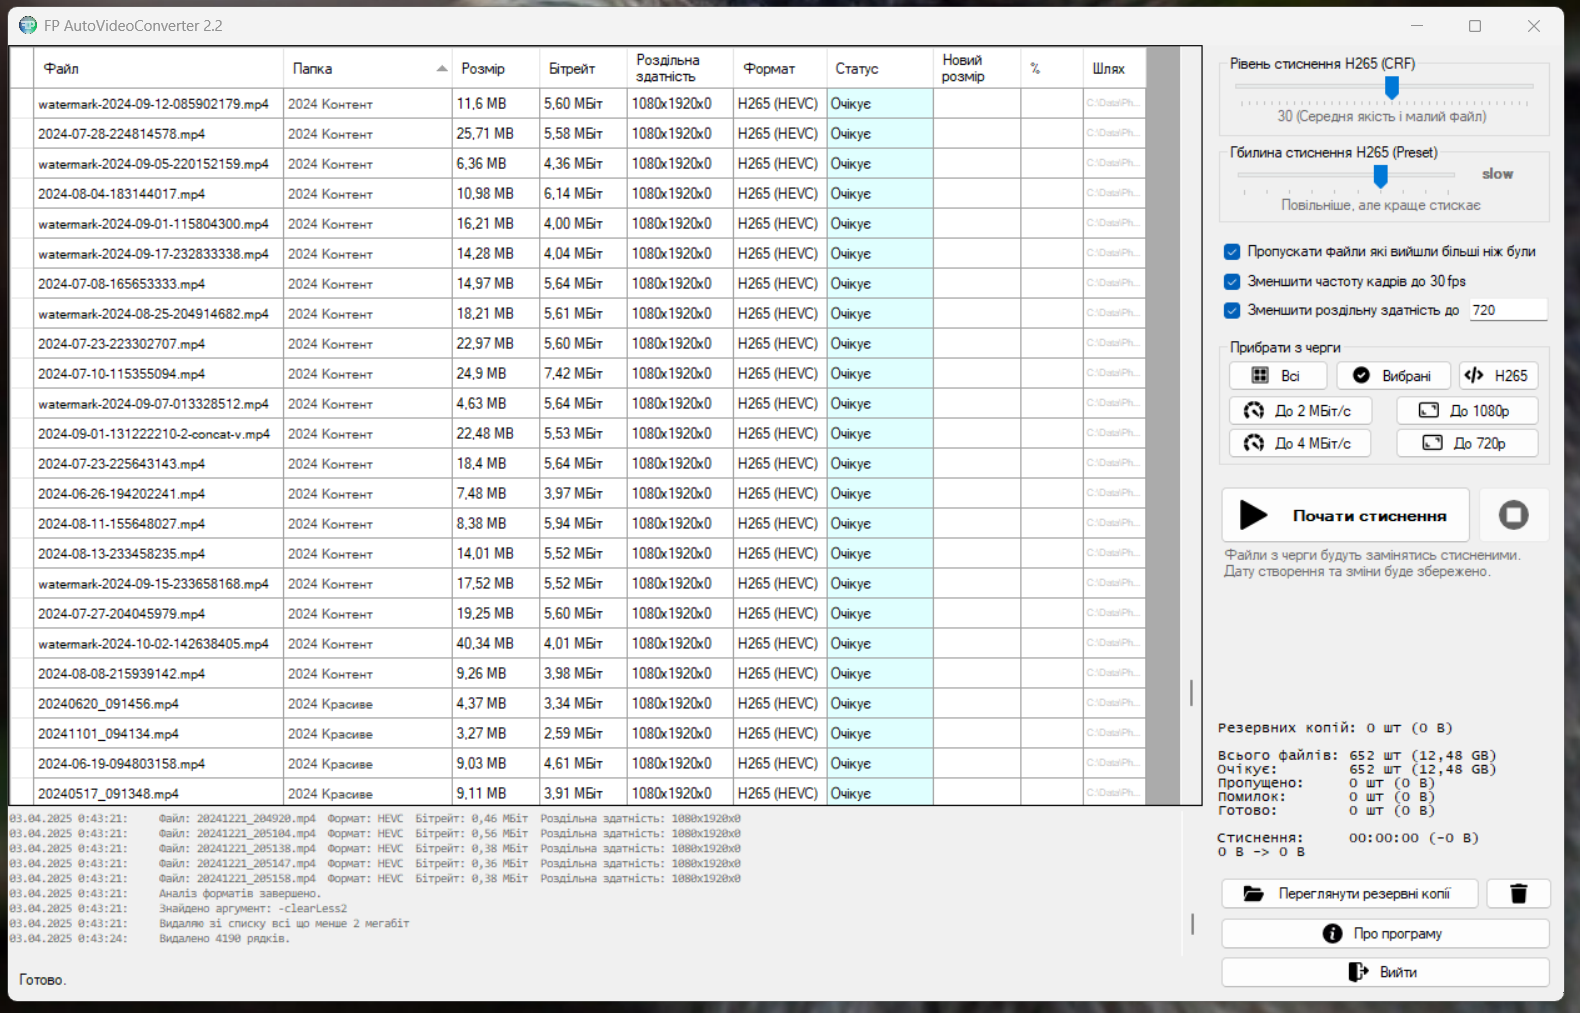 FP AutoVideoConverter 2.2
Файл Папка Розмір Бітрейт Роздільна здатність Формат Статус Новий розмір % Шлях
watermark-2024-09-12-085902179.mp4 2024 Контент 11,6 MB 5,60 МБіт 1080x1920x0 H265 (HEVC) Очікує C:\Data\Ph...
2024-07-28-224814578.mp4 2024 Контент 25,71 MB 5,58 МБіт 1080x1920x0 H265 (HEVC) Очікує C:\Data\Ph...
watermark-2024-09-05-220152159.mp4 2024 Контент 6,36 MB 4,36 МБіт 1080x1920x0 H265 (HEVC) Очікує C:\Data\Ph...
2024-08-04-183144017.mp4 2024 Контент 10,98 MB 6,14 МБіт 1080x1920x0 H265 (HEVC) Очікує C:\Data\Ph...
watermark-2024-09-01-115804300.mp4 2024 Контент 16,21 MB 4,00 МБіт 1080x1920x0 H265 (HEVC) Очікує C:\Data\Ph...
watermark-2024-09-17-232833338.mp4 2024 Контент 14,28 MB 4,04 МБіт 1080x1920x0 H265 (HEVC) Очікує C:\Data\Ph...
2024-07-08-165653333.mp4 2024 Контент 14,97 MB 5,64 МБіт 1080x1920x0 H265 (HEVC) Очікує C:\Data\Ph...
watermark-2024-08-25-204914682.mp4 2024 Контент 18,21 MB 5,61 МБіт 1080x1920x0 H265 (HEVC) Очікує C:\Data\Ph...
2024-07-23-223302707.mp4 2024 Контент 22,97 MB 5,60 МБіт 1080x1920x0 H265 (HEVC) Очікує C:\Data\Ph...
2024-07-10-115355094.mp4 2024 Контент 24,9 MB 7,42 МБіт 1080x1920x0 H265 (HEVC) Очікує C:\Data\Ph...
watermark-2024-09-07-013328512.mp4 2024 Контент 4,63 MB 5,64 МБіт 1080x1920x0 H265 (HEVC) Очікує C:\Data\Ph...
2024-09-01-131222210-2-concat-v.mp4 2024 Контент 22,48 MB 5,53 МБіт 1080x1920x0 H265 (HEVC) Очікує C:\Data\Ph...
2024-07-23-225643143.mp4 2024 Контент 18,4 MB 5,64 МБіт 1080x1920x0 H265 (HEVC) Очікує C:\Data\Ph...
2024-06-26-194202241.mp4 2024 Контент 7,48 MB 3,97 МБіт 1080x1920x0 H265 (HEVC) Очікує C:\Data\Ph...
2024-08-11-155648027.mp4 2024 Контент 8,38 MB 5,94 МБіт 1080x1920x0 H265 (HEVC) Очікує C:\Data\Ph...
2024-08-13-233458235.mp4 2024 Контент 14,01 MB 5,52 МБіт 1080x1920x0 H265 (HEVC) Очікує C:\Data\Ph...
watermark-2024-09-15-233658168.mp4 2024 Контент 17,52 MB 5,52 МБіт 1080x1920x0 H265 (HEVC) Очікує C:\Data\Ph...
2024-07-27-204045979.mp4 2024 Контент 19,25 MB 5,60 МБіт 1080x1920x0 H265 (HEVC) Очікує C:\Data\Ph...
watermark-2024-10-02-142638405.mp4 2024 Контент 40,34 MB 4,01 МБіт 1080x1920x0 H265 (HEVC) Очікує C:\Data\Ph...
2024-08-08-215939142.mp4 2024 Контент 9,26 MB 3,98 МБіт 1080x1920x0 H265 (HEVC) Очікує C:\Data\Ph...
20240620_091456.mp4 2024 Красиве 4,37 MB 3,34 МБіт 1080x1920x0 H265 (HEVC) Очікує C:\Data\Ph...
20241101_094134.mp4 2024 Красиве 3,27 MB 2,59 МБіт 1080x1920x0 H265 (HEVC) Очікує C:\Data\Ph...
2024-06-19-094803158.mp4 2024 Красиве 9,03 MB 4,61 МБіт 1080x1920x0 H265 (HEVC) Очікує C:\Data\Ph...
20240517_091348.mp4 2024 Красиве 9,11 MB 3,91 МБіт 1080x1920x0 H265 (HEVC) Очікує C:\Data\Ph...
03.04.2025 0:43:21: Файл: 20241221_204920.mp4 Формат: HEVC Бітрейт: 0,46 МБіт Роздільна здатність: 1080x1920x0
03.04.2025 0:43:21: Файл: 20241221_205104.mp4 Формат: HEVC Бітрейт: 0,56 МБіт Роздільна здатність: 1080x1920x0
03.04.2025 0:43:21: Файл: 20241221_205138.mp4 Формат: HEVC Бітрейт: 0,38 МБіт Роздільна здатність: 1080x1920x0
03.04.2025 0:43:21: Файл: 20241221_205147.mp4 Формат: HEVC Бітрейт: 0,36 МБіт Роздільна здатність: 1080x1920x0
03.04.2025 0:43:21: Файл: 20241221_205158.mp4 Формат: HEVC Бітрейт: 0,38 МБіт Роздільна здатність: 1080x1920x0
03.04.2025 0:43:21: Аналіз форматів завершено.
03.04.2025 0:43:21: Знайдено аргумент: -clearLess2
03.04.2025 0:43:21: Видаляю зі списку всі що менше 2 мегабіт
03.04.2025 0:43:24: Видалено 4190 рядків.
Готово.
Рівень стиснення H265 (CRF)
30 (Середня якість і малий файл)
Гбилина стиснення H265 (Preset)
slow
Повільніше, але краще стискає
Пропускати файли які вийшли більші ніж були
Зменшити частоту кадрів до 30 fps
Зменшити роздільну здатність до 720
Прибрати з черги
Всі Вибрані H265
До 2 МБіт/с До 1080p
До 4 МБіт/с До 720p
Почати стиснення
Файли з черги будуть замінятись стисненими.
Дату створення та зміни буде збережено.
Резервних копій: 0 шт (0 B)
Всього файлів: 652 шт (12,48 GB)
Очікує: 652 шт (12,48 GB)
Пропущено: 0 шт (0 B)
Помилок: 0 шт (0 B)
Готово: 0 шт (0 B)
Стиснення: 00:00:00 (-0 B)
0 B -> 0 B
Переглянути резервні копії
Про програму
Вийти